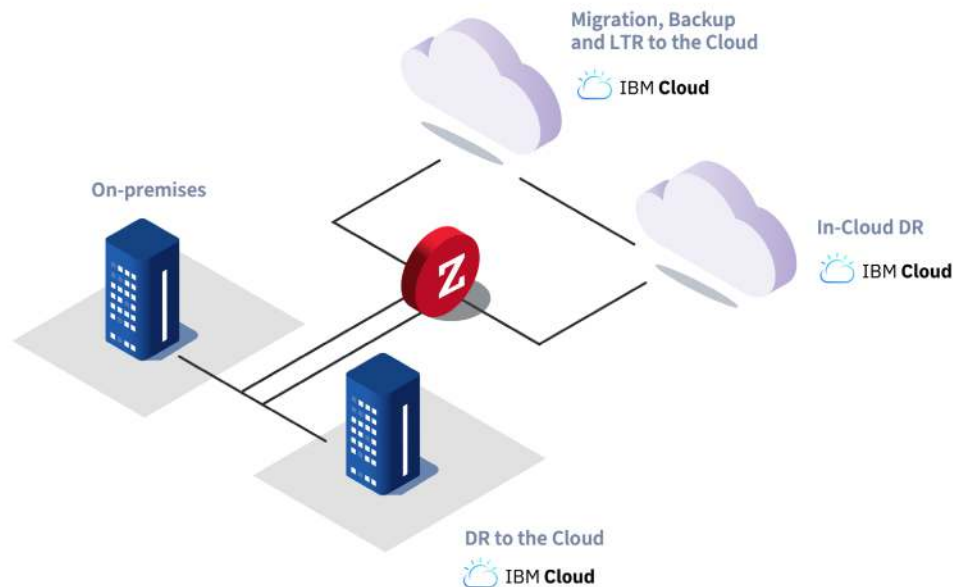 Migration, Backup
and LTR to the Cloud
IBM Cloud
On-premises
In-Cloud DR
IBM Cloud
Z
DR to the Cloud
IBM Cloud